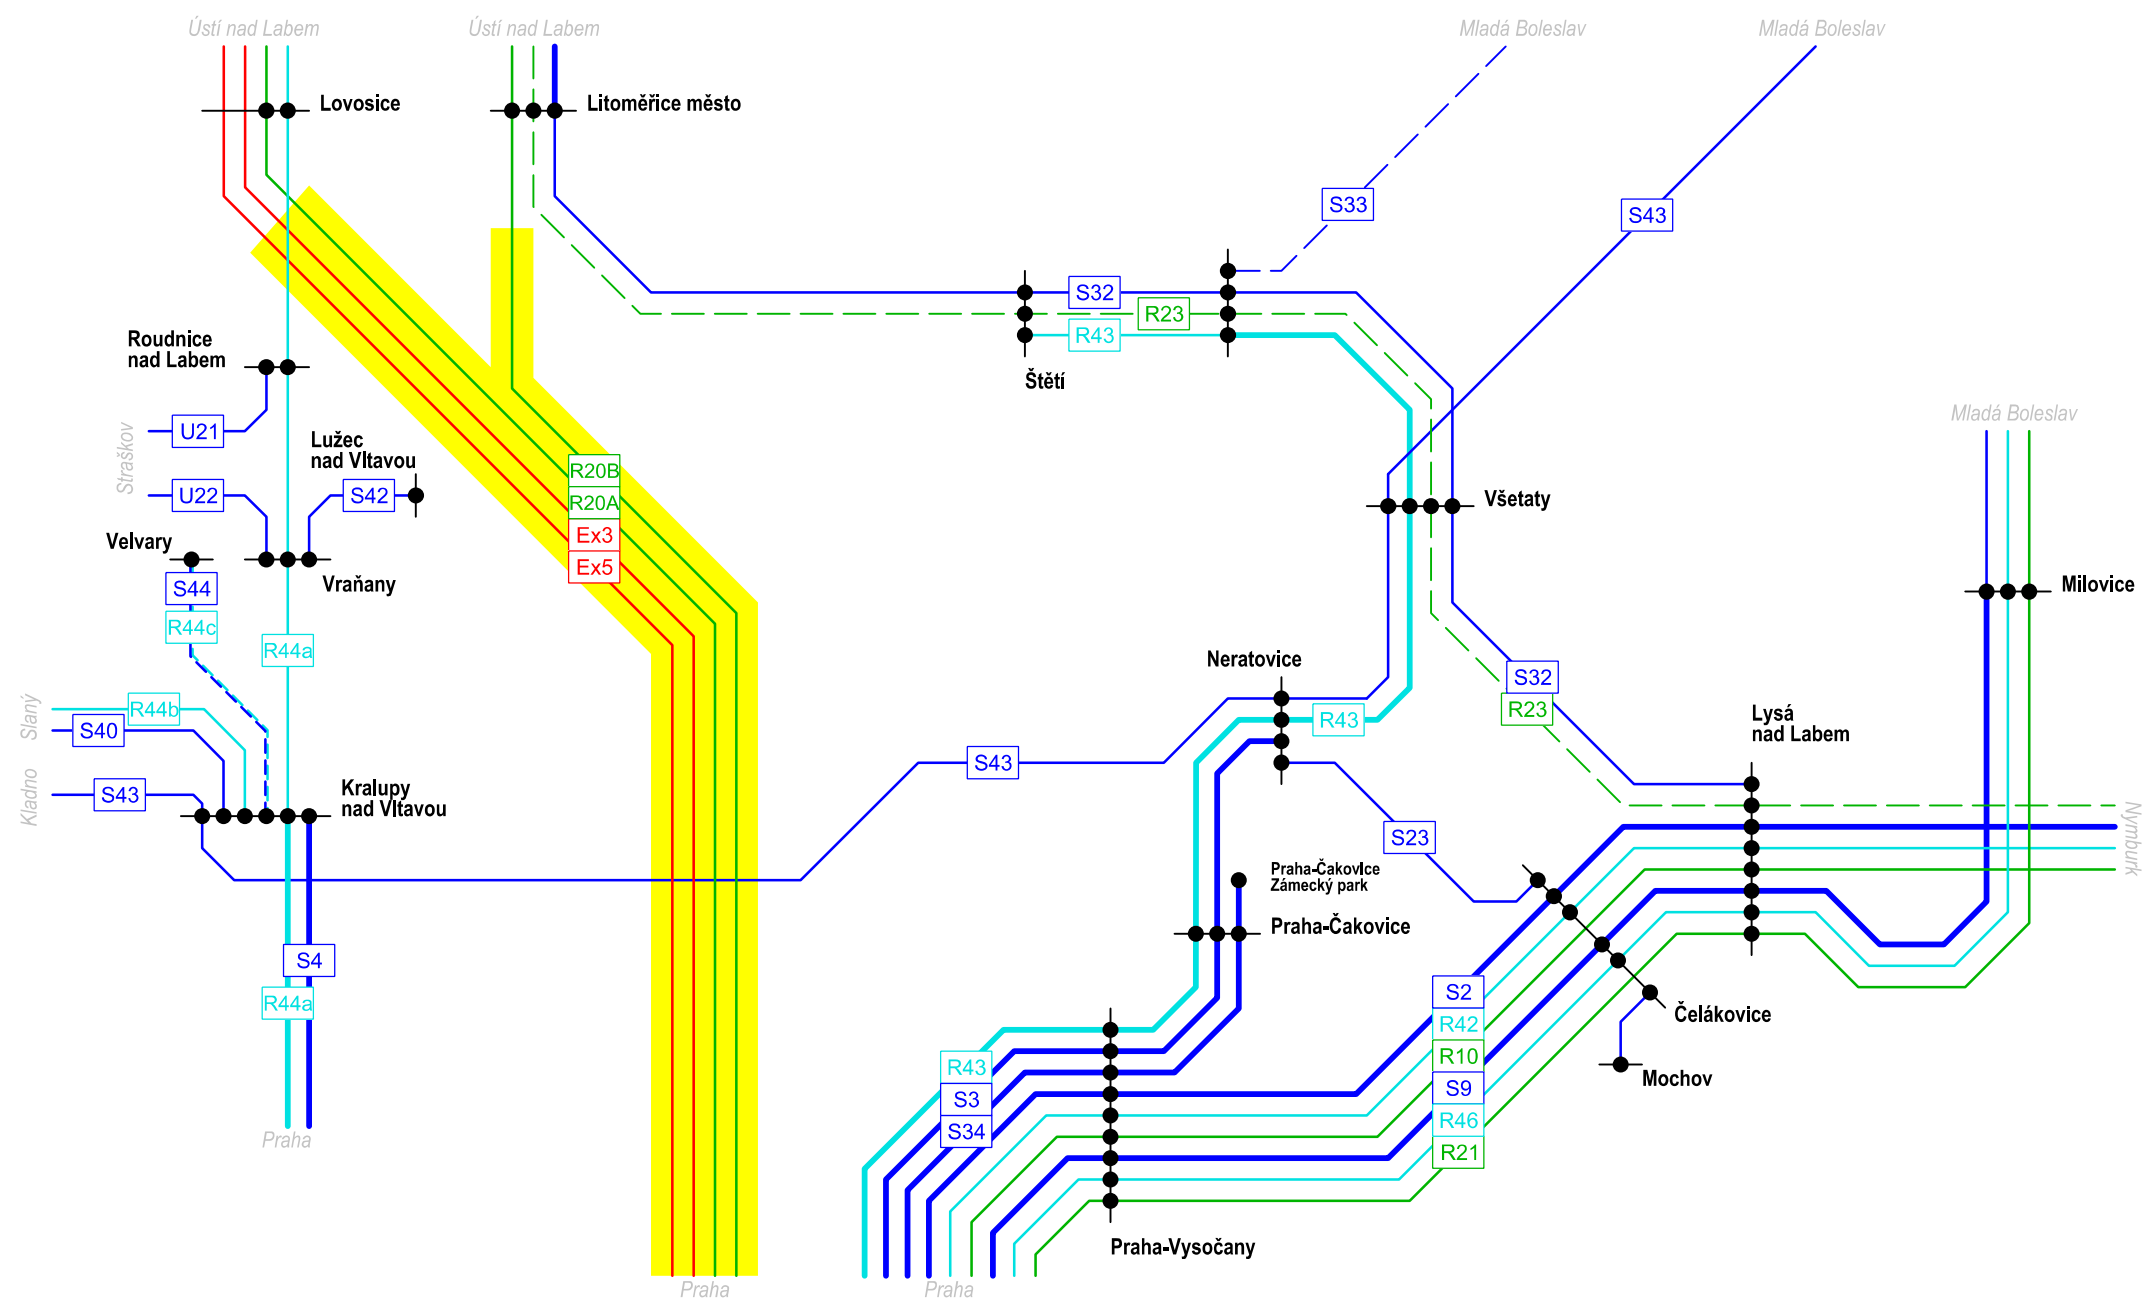 Ústí nad Labem
Ústí nad Labem
Mladá Boleslav
Mladá Boleslav
Lovosice
Litoměřice město
S33
S43
S32
R23
R43
Štětí
Roudnice
nad Labem
U21
Straškov
Lužec
nad Vltavou
U22
S42
Velvary
Vraňany
S44
R44c
R44a
R20B
R20A
Ex3
Ex5
Všetaty
Mladá Boleslav
Milovice
Neratovice
S32
R23
R43
Lysá
nad Labem
Slaný
R44b
S40
Kladno
S43
Kralupy
nad Vltavou
S43
S23
Nymburk
Praha-Čakovice
Zámecký park
Praha-Čakovice
S4
R44a
Praha
S2
R42
R10
S9
R46
R21
Čelákovice
Mochov
R43
S3
S34
Praha-Vysočany
Praha
Praha